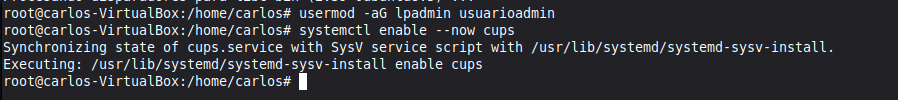 root@carlos-VirtualBox:/home/carlos# usermod -aG lpadmin usuarioadmin
root@carlos-VirtualBox:/home/carlos# systemctl enable --now cups
Synchronizing state of cups.service with SysV service script with /usr/lib/systemd/systemd-sysv-install.
Executing: /usr/lib/systemd/systemd-sysv-install enable cups
root@carlos-VirtualBox:/home/carlos#